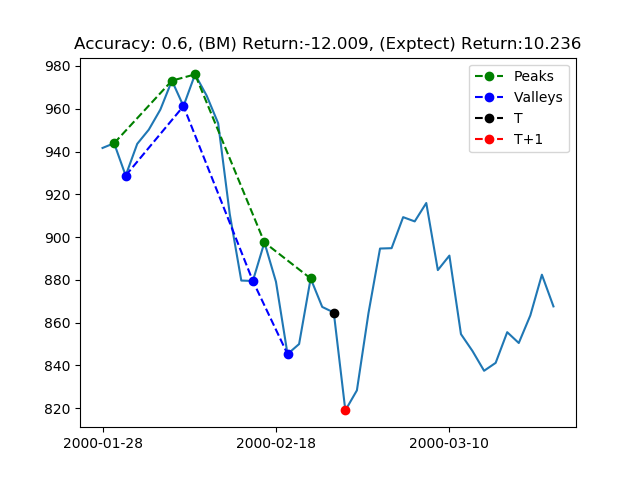 Accuracy: 0.6, (BM) Return:-12.009, (Exptect) Return:10.236
980
960
940
920
900
880
860
840
820
Peaks
Valleys
T
T+1
2000-01-28
2000-02-18
2000-03-10